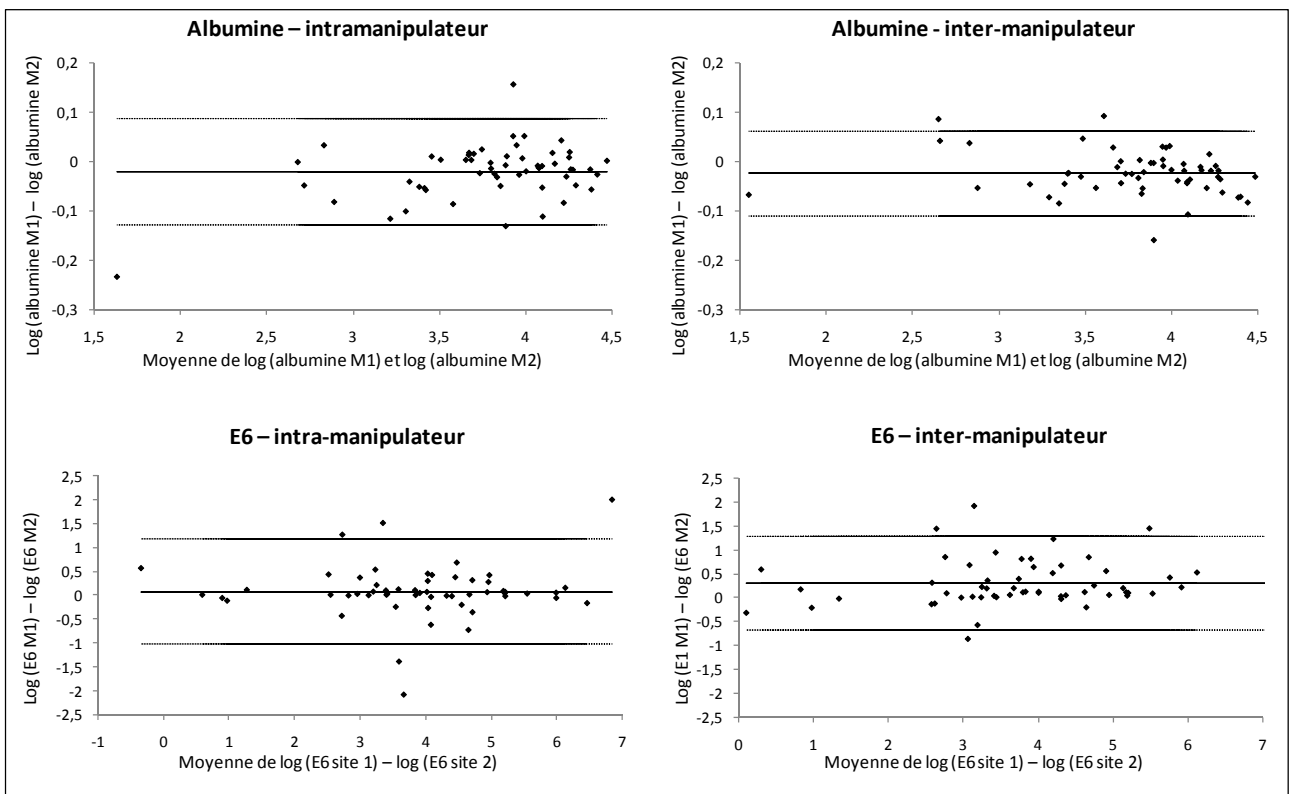 Albumine – intramanipulateur
Log (albumine M1) – log (albumine M2)
0,2
0,1
0
-0,1
-0,2
-0,3
1,5 2 2,5 3 3,5 4 4,5
Moyenne de log (albumine M1) et log (albumine M2)
Albumine - inter-manipulateur
Log (albumine M1) – log (albumine M2)
0,2
0,1
0
-0,1
-0,2
-0,3
1,5 2 2,5 3 3,5 4 4,5
Moyenne de log (albumine M1) et log (albumine M2)
E6 – intra-manipulateur
Log (E6 M1) – log (E6 M2)
2,5
2
1,5
1
0,5
0
-0,5
-1
-1,5
-2
-2,5
-1 0 1 2 3 4 5 6 7
Moyenne de log (E6 site 1) – log (E6 site 2)
E6 – inter-manipulateur
Log (E1 M1) – log (E6 M2)
2,5
2
1,5
1
0,5
0
-0,5
-1
-1,5
-2
-2,5
0 1 2 3 4 5 6 7
Moyenne de log (E6 site 1) – log (E6 site 2)